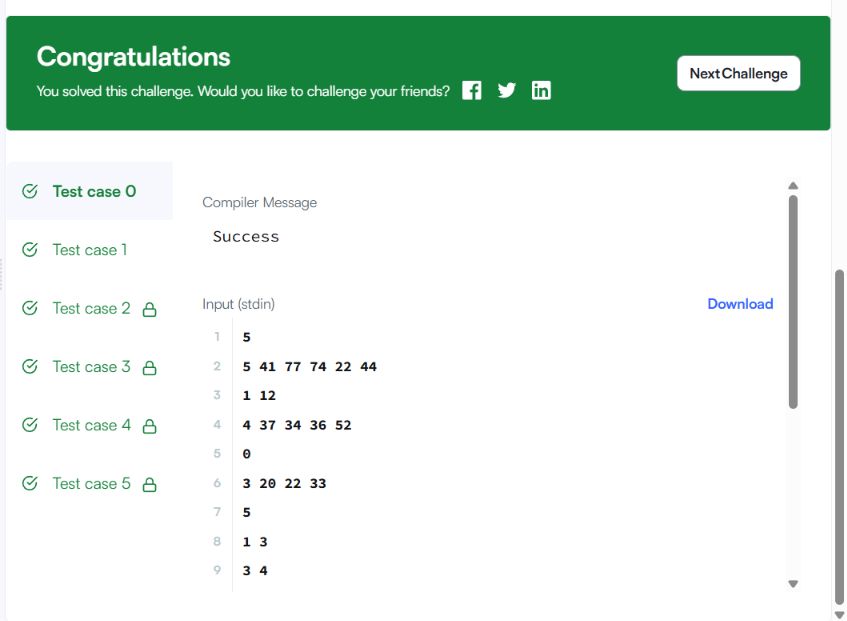 Congratulations
You solved this challenge. Would you like to challenge your friends?
Next Challenge
Test case 0
Test case 1
Test case 2
Test case 3
Test case 4
Test case 5
Compiler Message
Success
Input (stdin)
Download
1 5
2 5 41 77 74 22 44
3 1 12
4 4 37 34 36 52
5 0
6 3 20 22 33
7 5
8 1 3
9 3 4